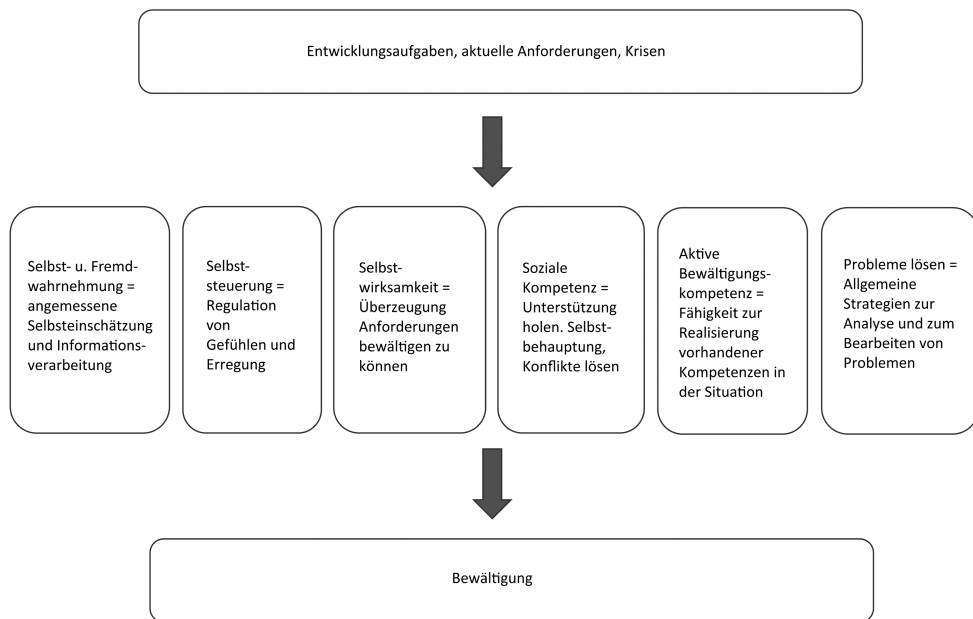 Entwicklungsaufgaben, aktuelle Anforderungen, Krisen
Selbst- u. Fremd-
wahrnehmung =
angemessene
Selbsteinschätzung
und Informations-
verarbeitung
Selbst-
steuerung =
Regulation
von
Gefühlen und
Erregung
Selbst-
wirksamkeit =
Überzeugung
Anforderungen
bewältigen zu
können
Soziale
Kompetenz =
Unterstützung
holen. Selbst-
behauptung,
Konflikte lösen
Aktive
Bewältigungs-
kompetenz =
Fähigkeit zur
Realisierung
vorhandener
Kompetenzen in
der Situation
Probleme lösen =
Allgemeine
Strategien zur
Analyse und zum
Bearbeiten von
Problemen
Bewältigung